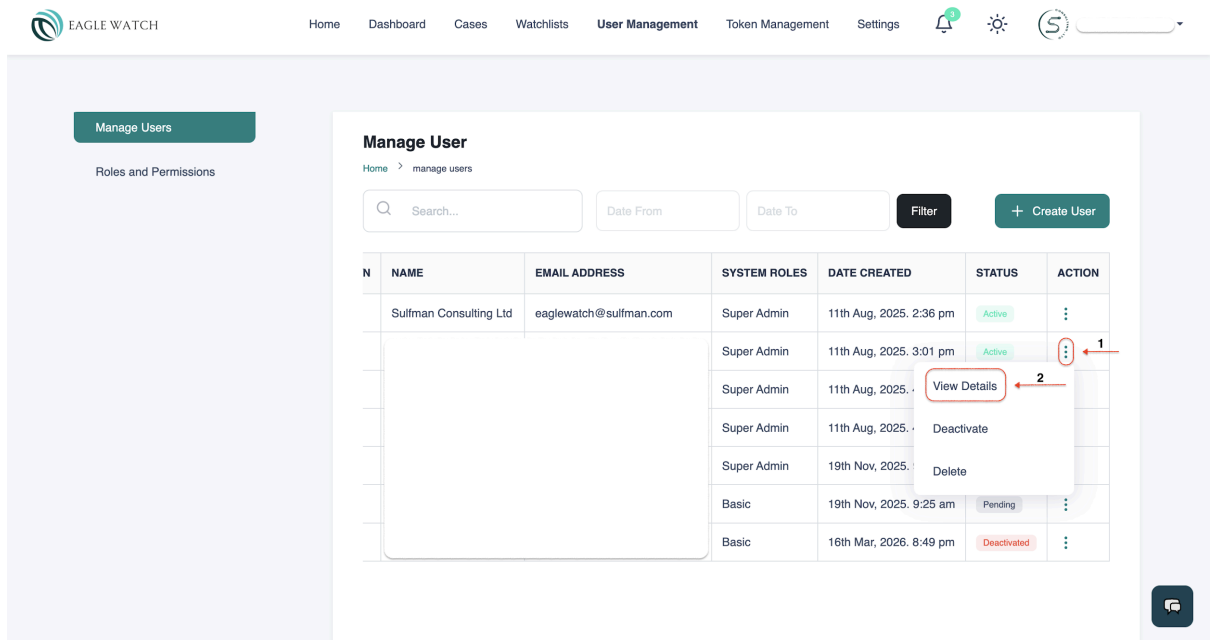 EAGLE WATCH Home Dashboard Cases Watchlists User Management Token Management Settings 3
Manage Users
Roles and Permissions
Manage User
Home > manage users
Search... Date From Date To Filter + Create User
N NAME EMAIL ADDRESS SYSTEM ROLES DATE CREATED STATUS ACTION
Sulfman Consulting Ltd eaglewatch@sulfman.com Super Admin 11th Aug, 2025. 2:36 pm Active
Super Admin 11th Aug, 2025. 3:01 pm Active 1
Super Admin 11th Aug, 2025. View Details 2
Super Admin 11th Aug, 2025. Deactivate
Super Admin 19th Nov, 2025. Delete
Basic 19th Nov, 2025. 9:25 am Pending
Basic 16th Mar, 2026. 8:49 pm Deactivated